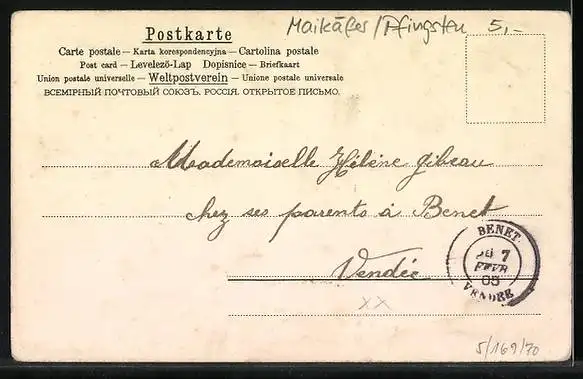 Maikäfer/Pfingsten 5,-
Postkarte
Carte postale – Karta korespondencyjna – Cartolina postale
Post card – Levelező-Lap Dopisnice – Briefkaart
Union postale universelle – Weltpostverein – Unione postale universale
ВСЕМІРНЫЙ ПОЧТОВЫЙ СОЮЗЪ. РОССІЯ. ОТКРЫТОЕ ПИСЬМО.
Mademoiselle Hélène Gibeau
chez ses parents à Benet
Vendée
BENET
7
FEVR
05
VENDÉE
XX
5/169/70